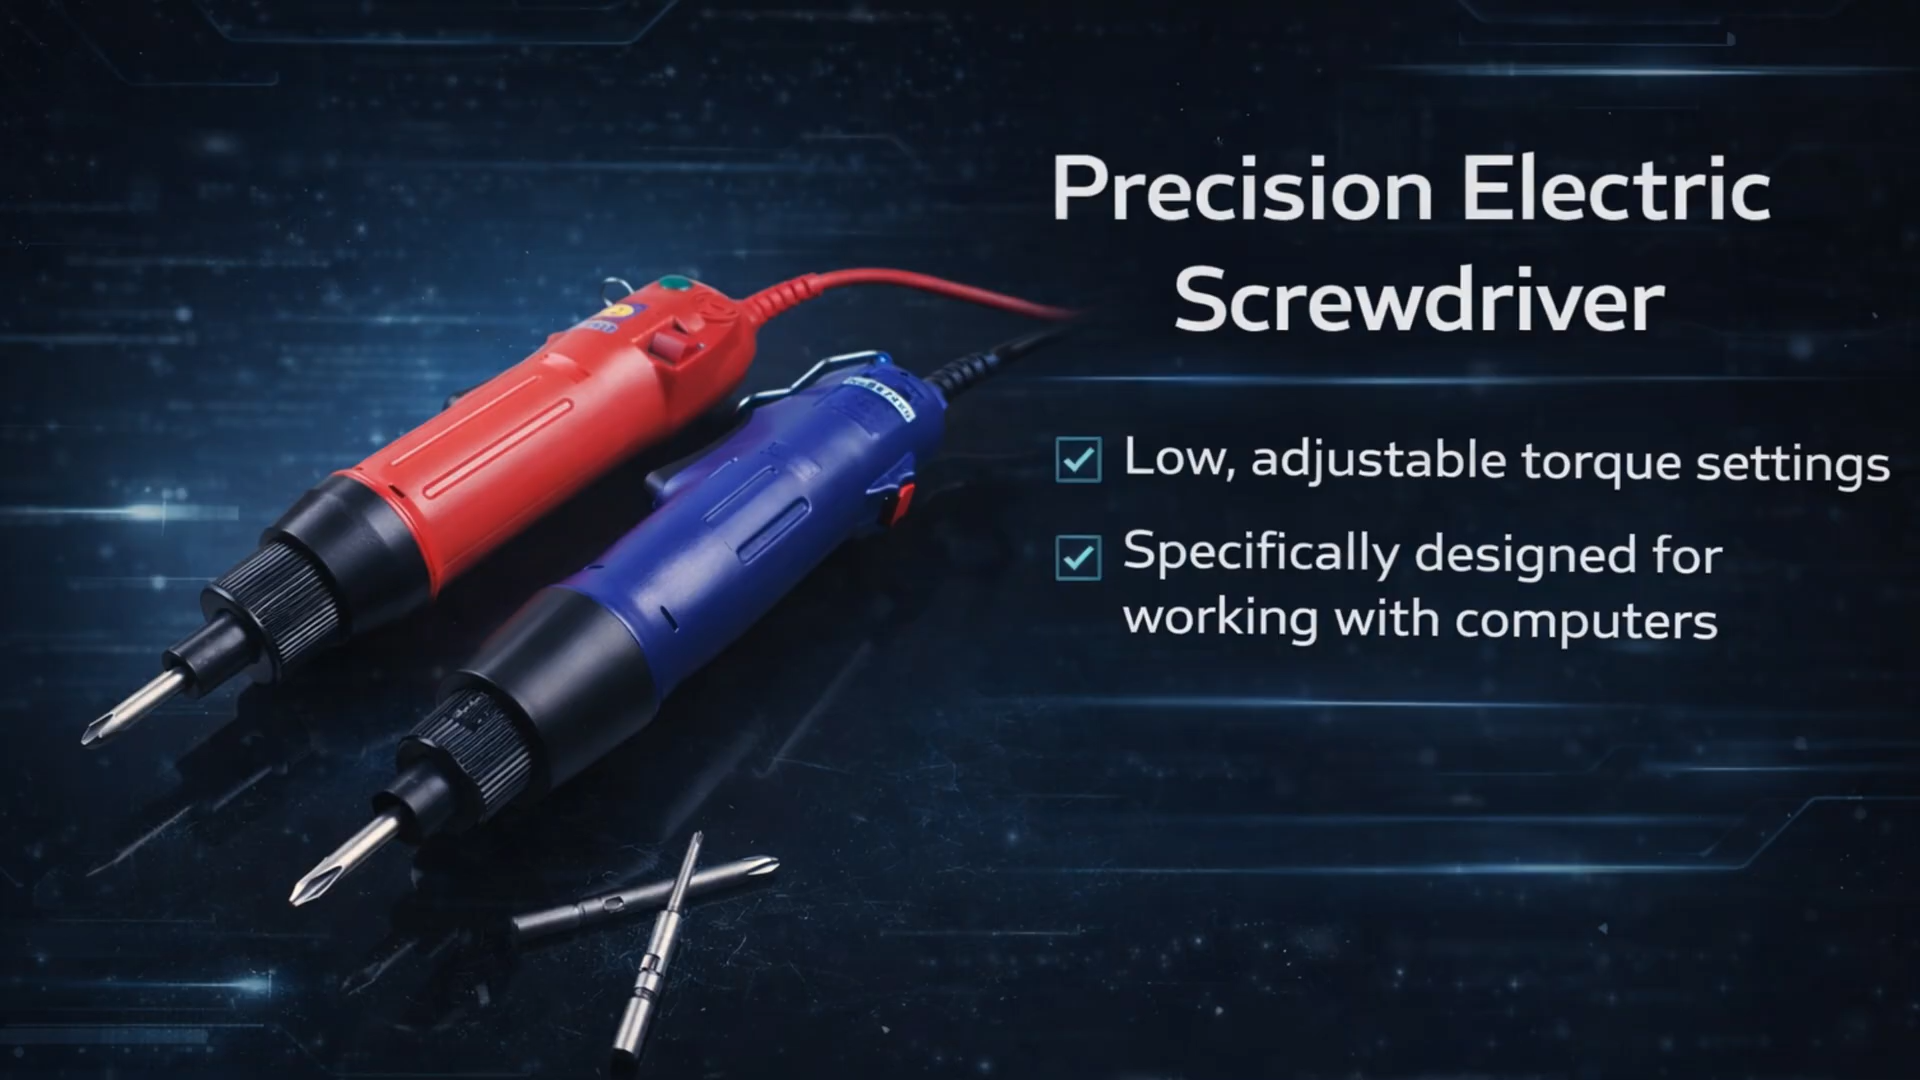 Precision Electric
Screwdriver
Low, adjustable torque settings
Specifically designed for
working with computers